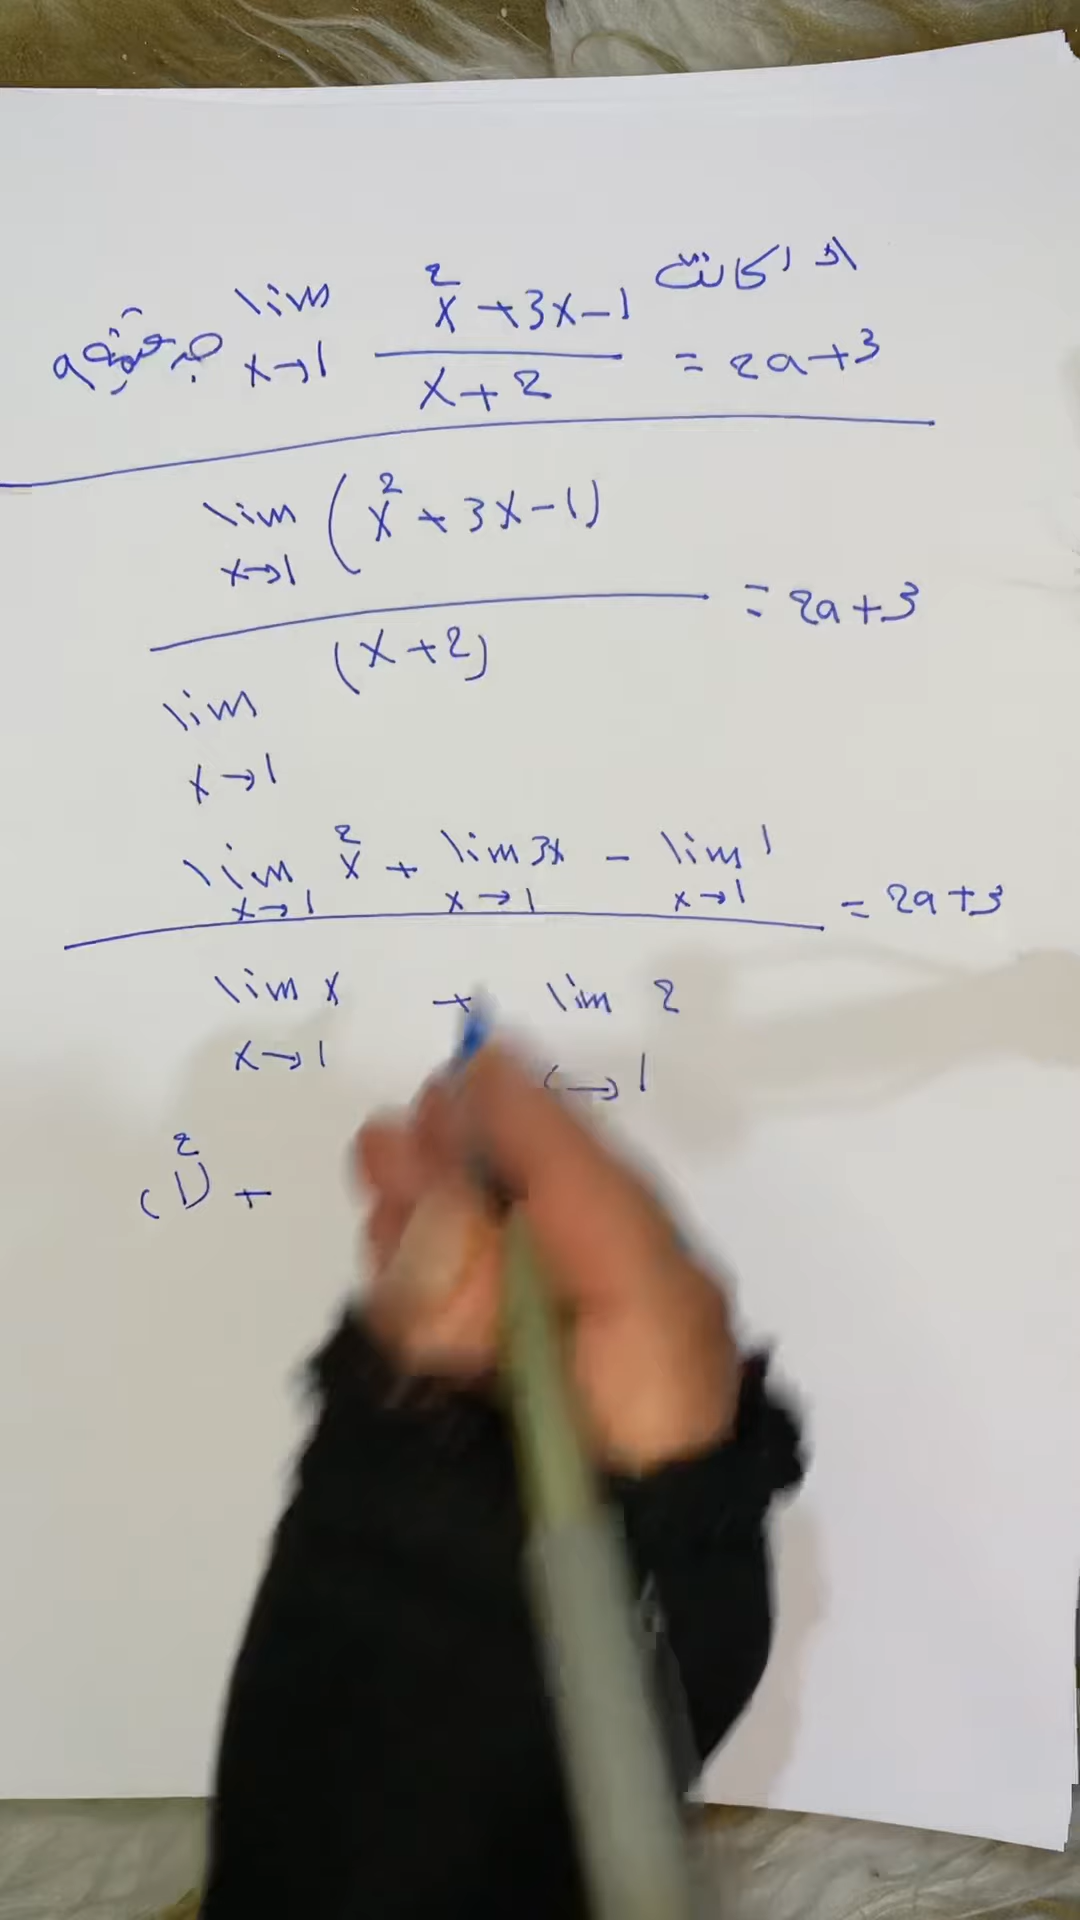 اذا كانت lim x→1 (x²+3x-1)/(x+2) = 2a+3 جد قيمة a
lim x→1 (x²+3x-1)
= 2a+3
lim x→1 (x+2)
lim x→1 x² + lim x→1 3x - lim x→1 1
= 2a+3
lim x→1 x + lim →1 2
(1)² +